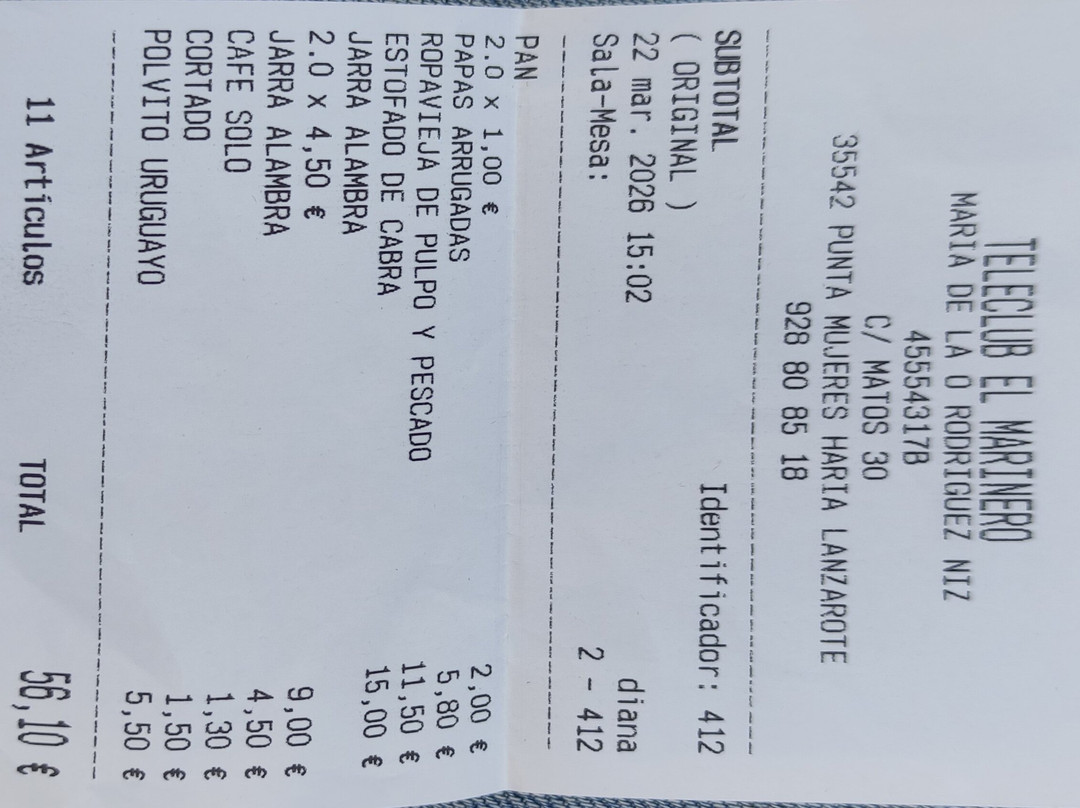 TELECLUB EL MARINERO
MARIA DE LA O RODRIGUEZ NIZ
45554317B
C/ MATOS 30
35542 PUNTA MUJERES HARIA LANZAROTE
928 80 85 18
SUBTOTAL Identificador: 412
( ORIGINAL )
22 mar. 2026 15:02 diana
Sala-Mesa: 2 - 412
PAN
2.0 x 1,00 € 2,00 €
PAPAS ARRUGADAS 5,80 €
ROPAVIEJA DE PULPO Y PESCADO 11,50 €
ESTOFADO DE CABRA 15,00 €
JARRA ALAMBRA
2.0 x 4,50 € 9,00 €
JARRA ALAMBRA 4,50 €
CAFE SOLO 1,30 €
CORTADO 1,50 €
POLVITO URUGUAYO 5,50 €
11 Artículos TOTAL 56,10 €